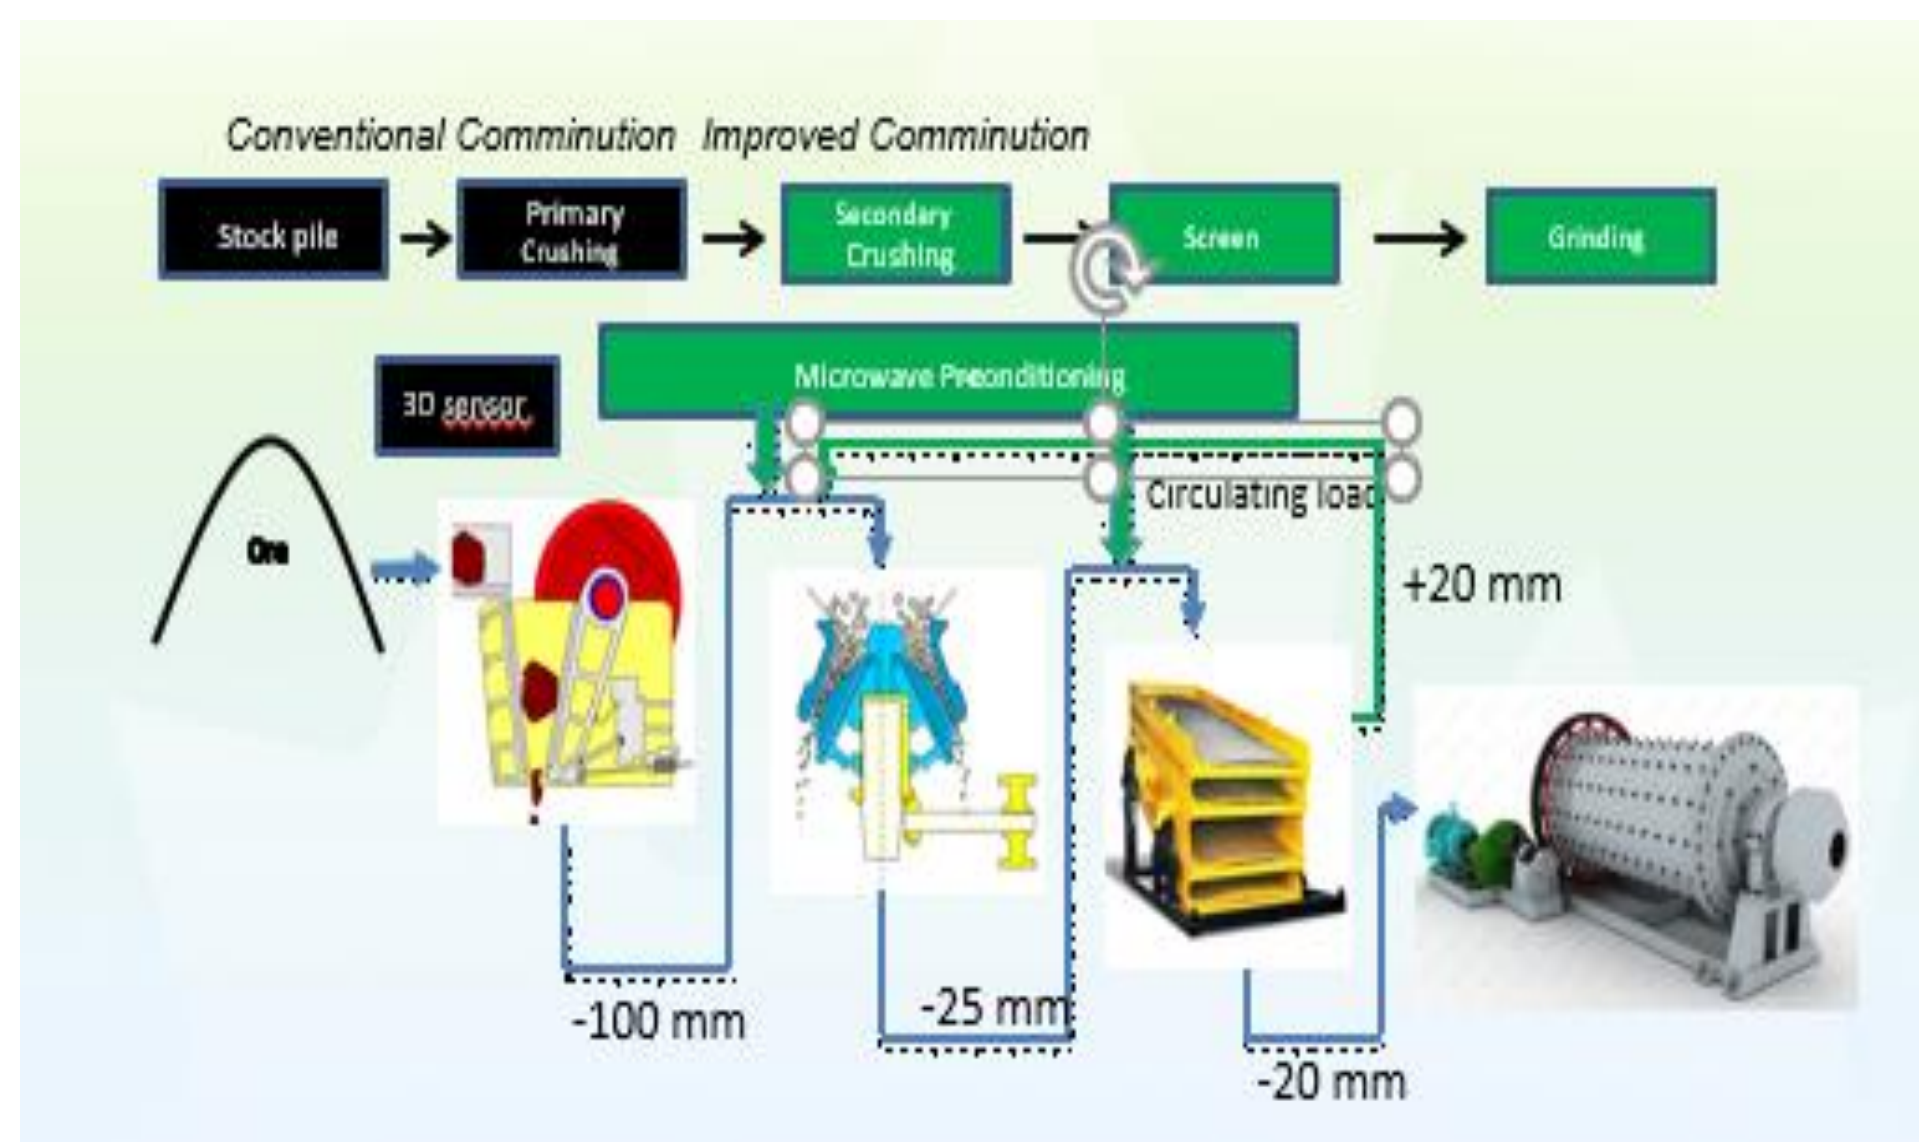 Conventional Comminution Improved Comminution
Stock pile
Primary
Crushing
Secondary
Crushing
Screen
Grinding
Microwave Preconditioning
3D sensor
Circulating load
Ore
+20 mm
-100 mm
-25 mm
-20 mm